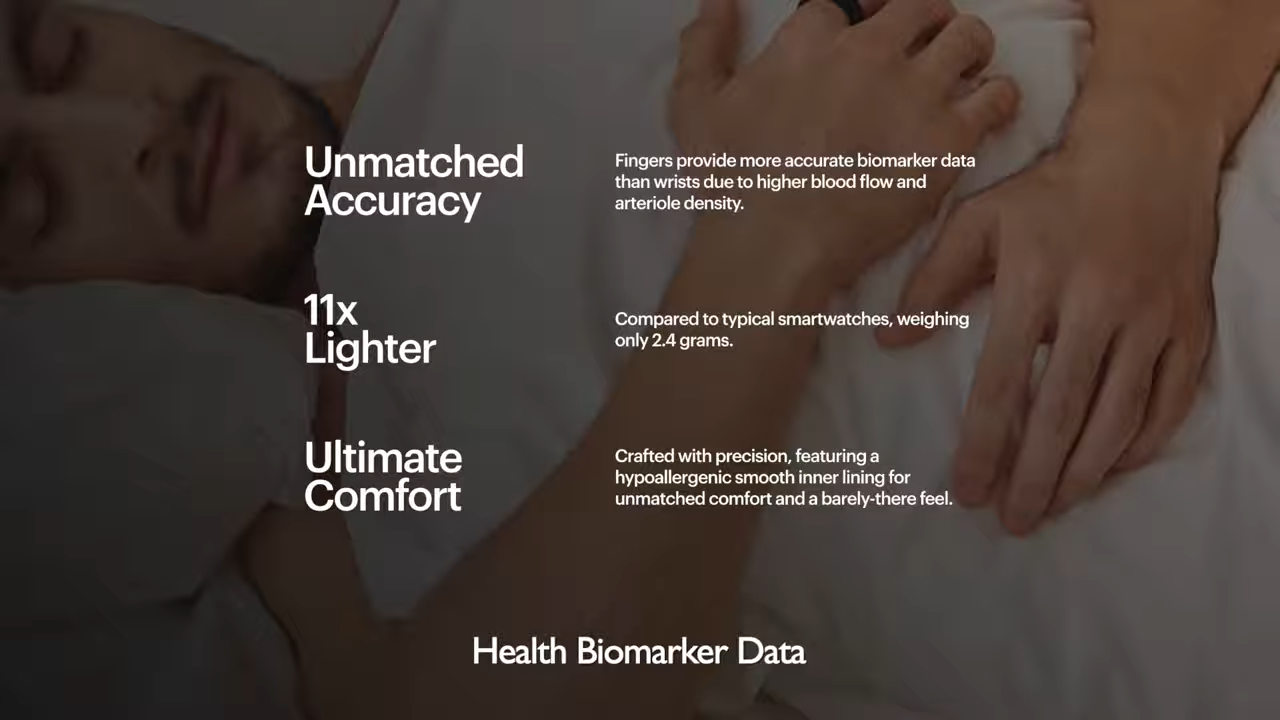 Unmatched
Accuracy
Fingers provide more accurate biomarker data
than wrists due to higher blood flow and
arteriole density.
11x
Lighter
Compared to typical smartwatches, weighing
only 2.4 grams.
Ultimate
Comfort
Crafted with precision, featuring a
hypoallergenic smooth inner lining for
unmatched comfort and a barely-there feel.
Health Biomarker Data